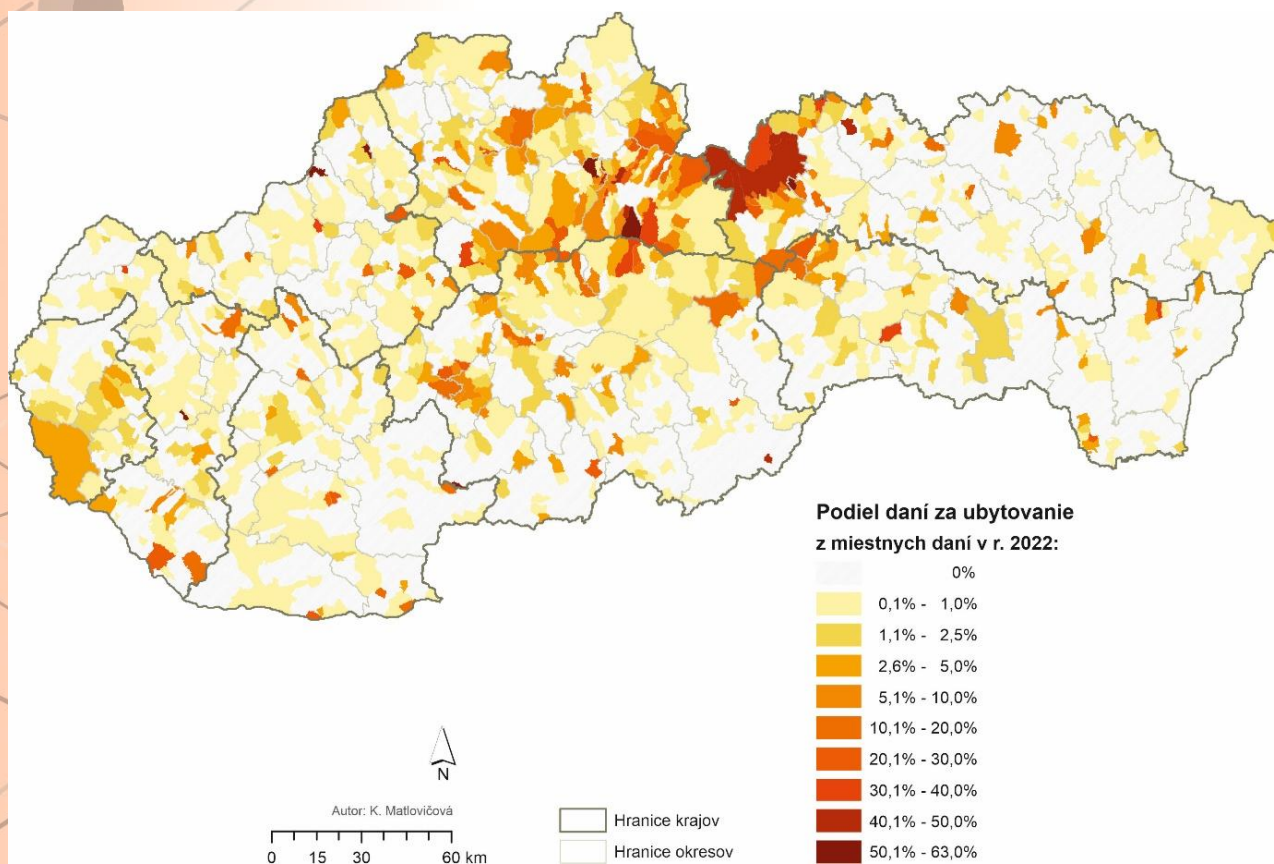 Podiel daní za ubytovanie
z miestnych daní v r. 2022:
0%
0,1% - 1,0%
1,1% - 2,5%
2,6% - 5,0%
5,1% - 10,0%
10,1% - 20,0%
20,1% - 30,0%
30,1% - 40,0%
40,1% - 50,0%
50,1% - 63,0%
N
Autor: K. Matlovičová
0 15 30 60 km
Hranice krajov
Hranice okresov